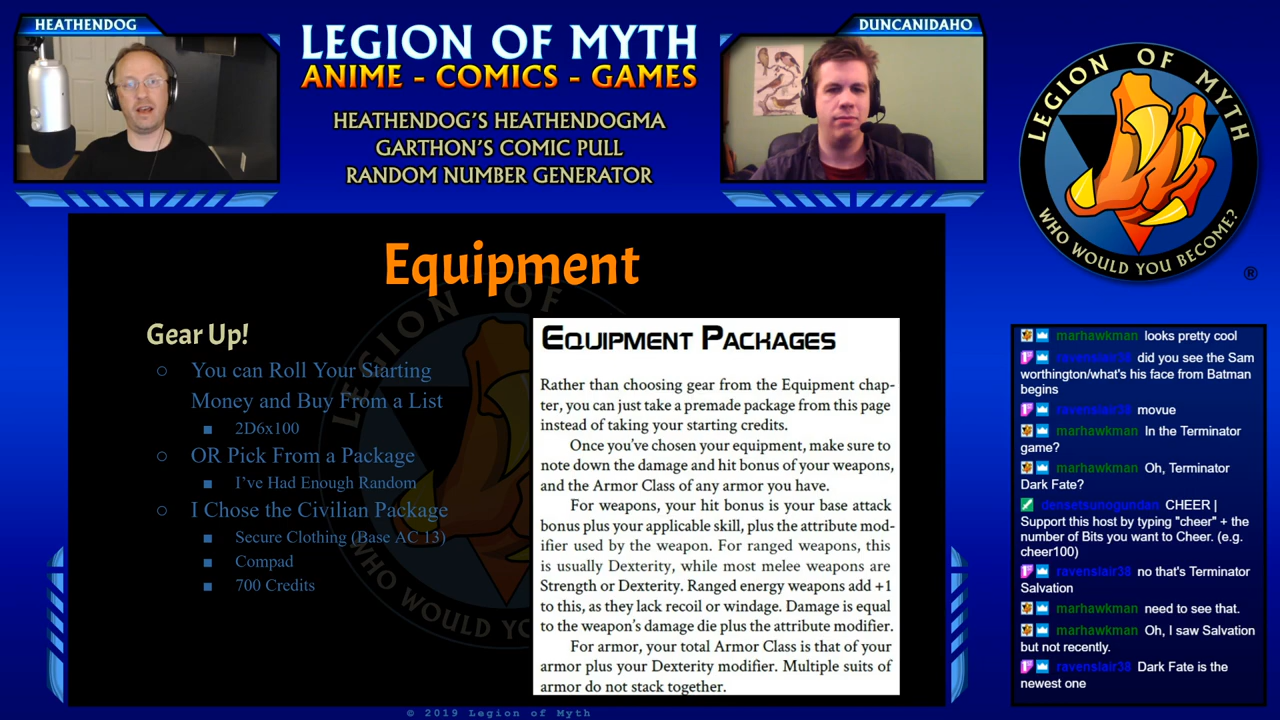 HEATHENDOG
LEGION OF MYTH
ANIME - COMICS - GAMES
HEATHENDOG'S HEATHENDOGMA
GARTHON'S COMIC PULL
RANDOM NUMBER GENERATOR
DUNCANIDAHO
LEGION OF MYTH
WHO WOULD YOU BECOME?
®
Equipment
Gear Up!
○ You can Roll Your Starting
Money and Buy From a List
■ 2D6x100
○ OR Pick From a Package
■ I've Had Enough Random
○ I Chose the Civilian Package
■ Secure Clothing (Base AC 13)
■ Compad
■ 700 Credits
EQUIPMENT PACKAGES
Rather than choosing gear from the Equipment chap-
ter, you can just take a premade package from this page
instead of taking your starting credits.
Once you've chosen your equipment, make sure to
note down the damage and hit bonus of your weapons,
and the Armor Class of any armor you have.
For weapons, your hit bonus is your base attack
bonus plus your applicable skill, plus the attribute mod-
ifier used by the weapon. For ranged weapons, this
is usually Dexterity, while most melee weapons are
Strength or Dexterity. Ranged energy weapons add +1
to this, as they lack recoil or windage. Damage is equal
to the weapon's damage die plus the attribute modifier.
For armor, your total Armor Class is that of your
armor plus your Dexterity modifier. Multiple suits of
armor do not stack together.
LEGION OF MYTH
WHO WOULD YO
marhawkman looks pretty cool
ravenslair38 did you see the Sam
worthington/what's his face from Batman
begins
ravenslair38 movue
marhawkman In the Terminator
game?
marhawkman Oh, Terminator
Dark Fate?
densetsunogundan CHEER |
Support this host by typing "cheer" + the
number of Bits you want to Cheer. (e.g.
cheer100)
ravenslair38 no that's Terminator
Salvation
marhawkman need to see that.
marhawkman Oh, I saw Salvation
but not recently.
ravenslair38 Dark Fate is the
newest one
© 2019 Legion of Myth